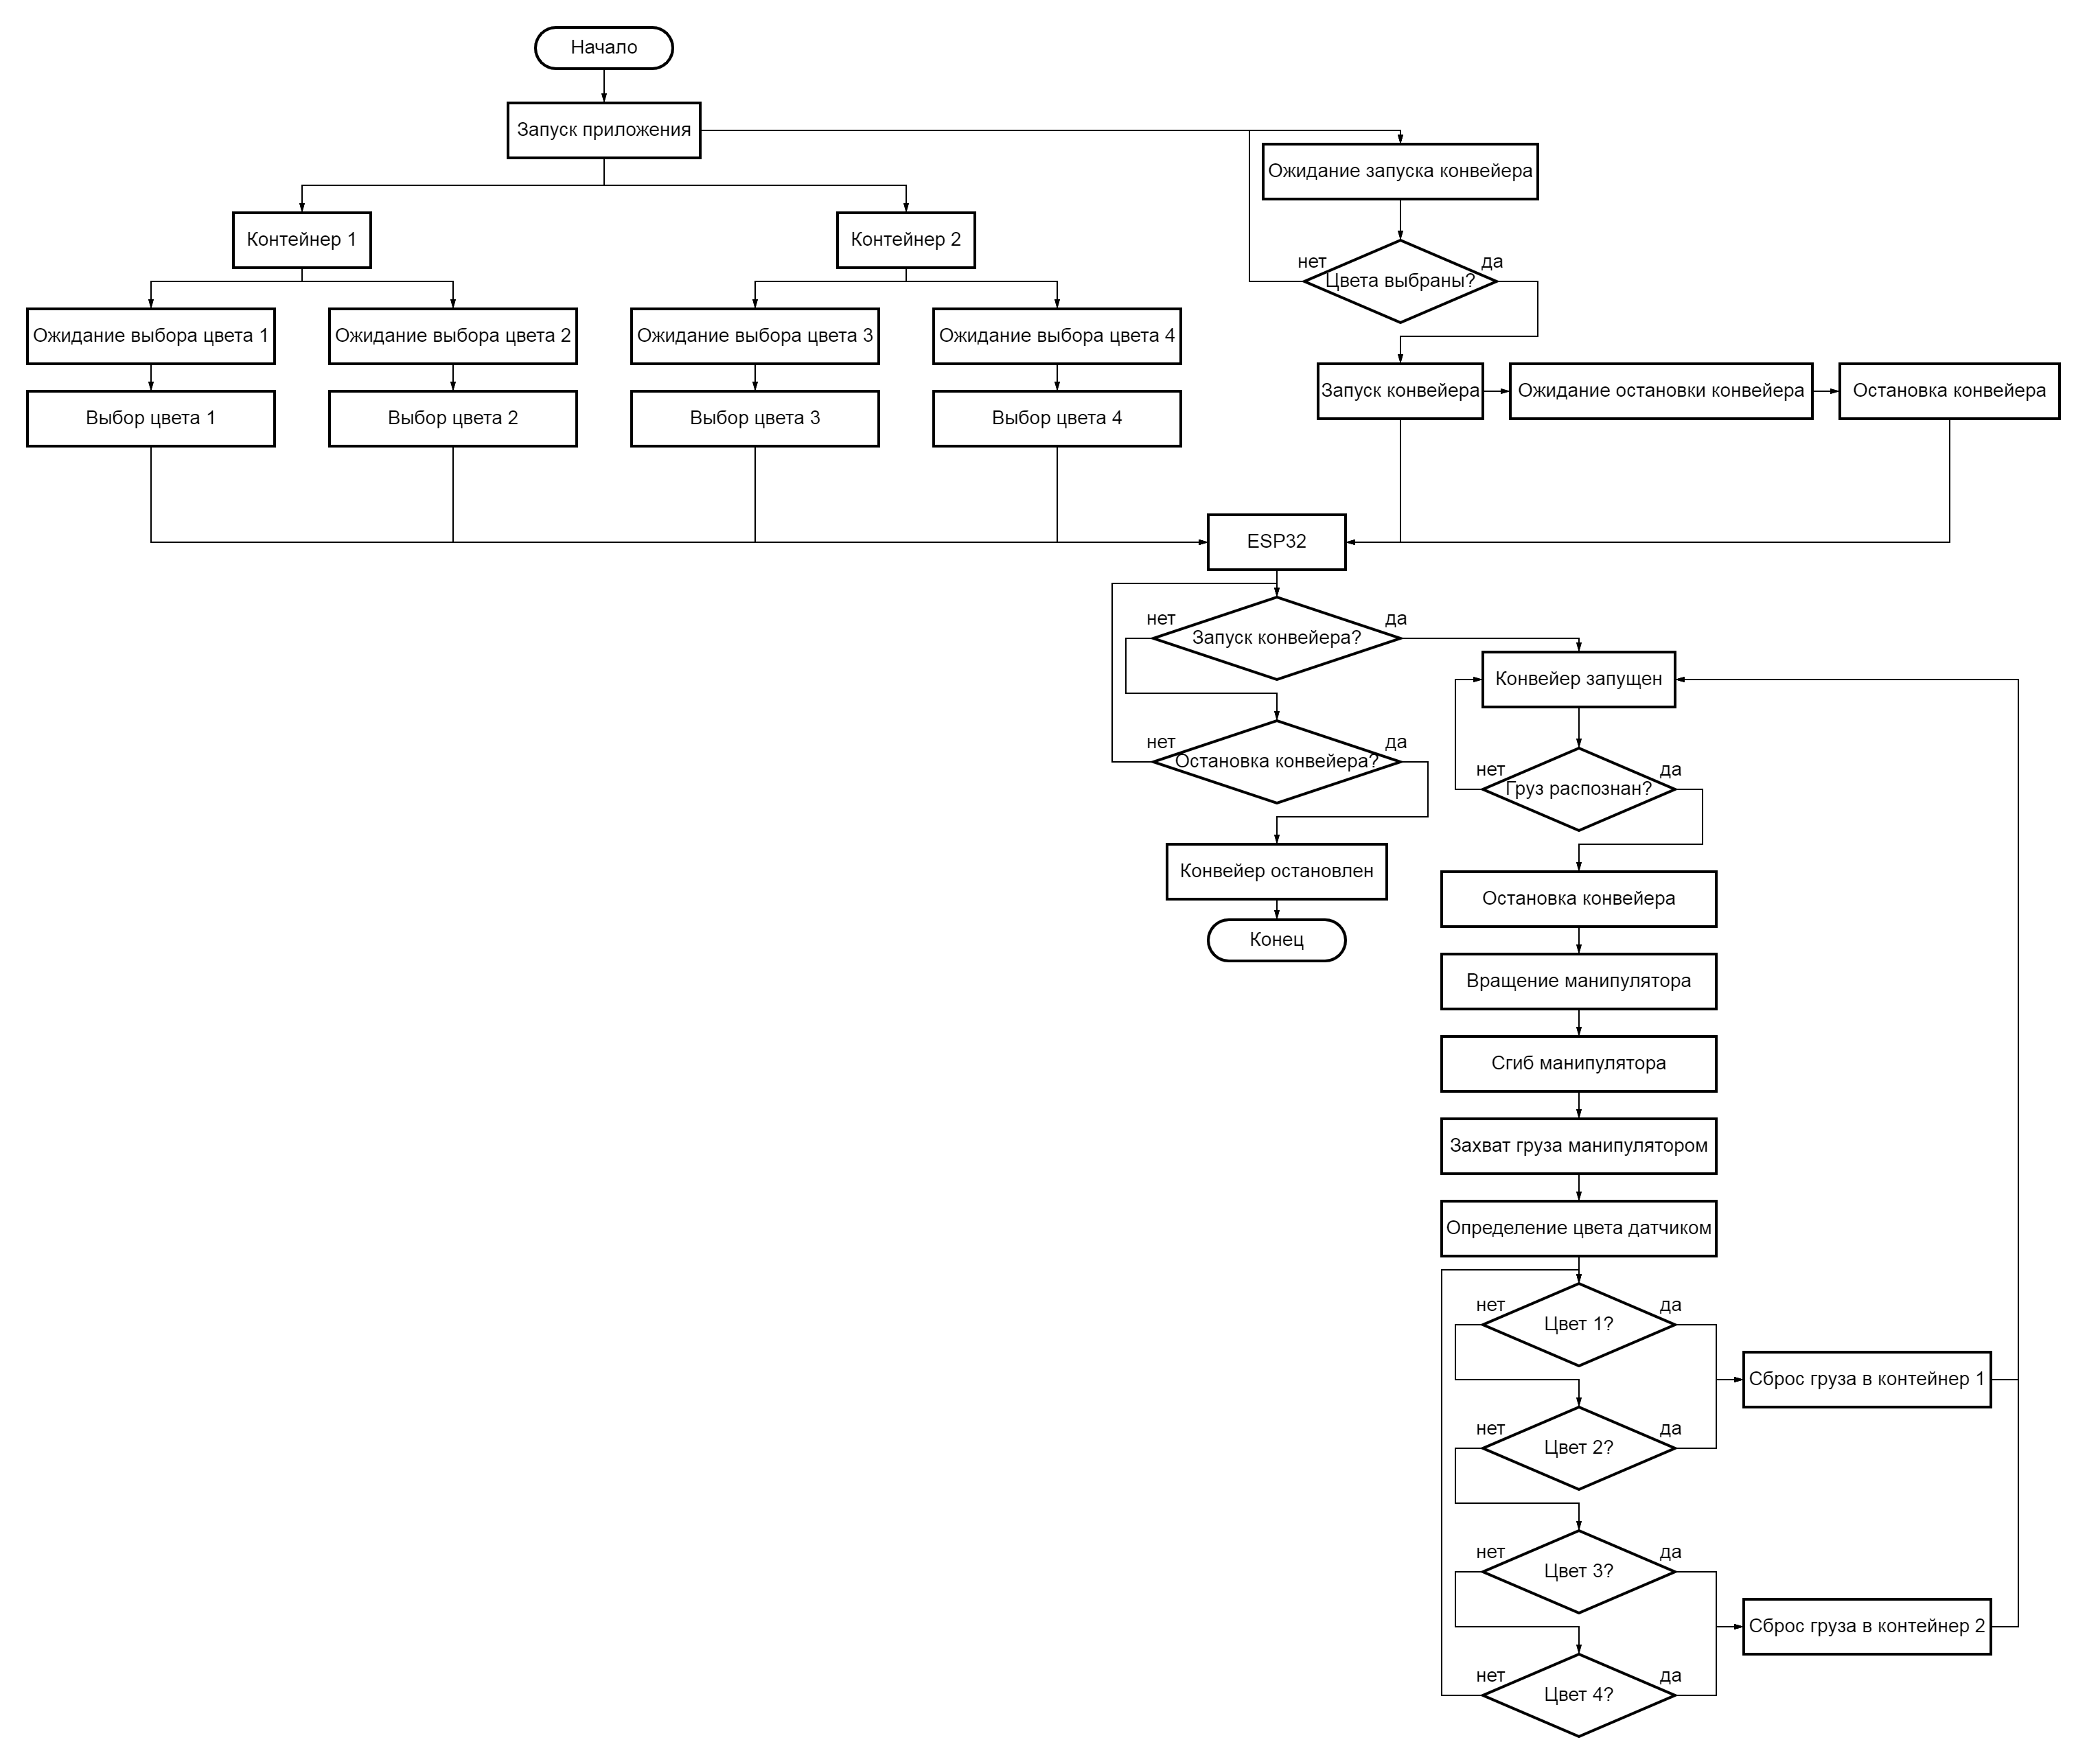 Начало
Запуск приложения
Ожидание запуска конвейера
Контейнер 1
Контейнер 2
нет
да
Цвета выбраны?
Ожидание выбора цвета 1
Ожидание выбора цвета 2
Ожидание выбора цвета 3
Ожидание выбора цвета 4
Запуск конвейера
Ожидание остановки конвейера
Остановка конвейера
Выбор цвета 1
Выбор цвета 2
Выбор цвета 3
Выбор цвета 4
ESP32
нет
да
Запуск конвейера?
Конвейер запущен
нет
да
Остановка конвейера?
нет
да
Груз распознан?
Конвейер остановлен
Остановка конвейера
Конец
Вращение манипулятора
Сгиб манипулятора
Захват груза манипулятором
Определение цвета датчиком
нет
да
Цвет 1?
Сброс груза в контейнер 1
нет
да
Цвет 2?
нет
да
Цвет 3?
Сброс груза в контейнер 2
нет
да
Цвет 4?